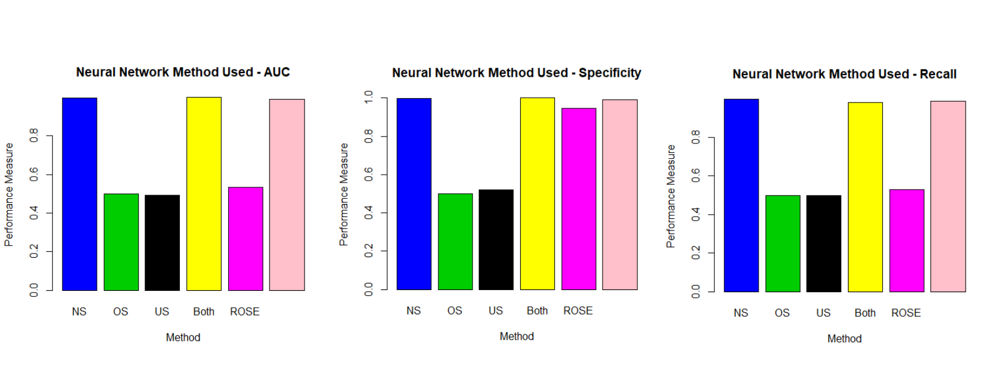 Neural Network Method Used - AUC
Performance Measure
0.0 0.2 0.4 0.6 0.8
NS OS US Both ROSE
Method
Neural Network Method Used - Specificity
Performance Measure
0.0 0.2 0.4 0.6 0.8 1.0
NS OS US Both ROSE
Method
Neural Network Method Used - Recall
Performance Measure
0.0 0.2 0.4 0.6 0.8
NS OS US Both ROSE
Method